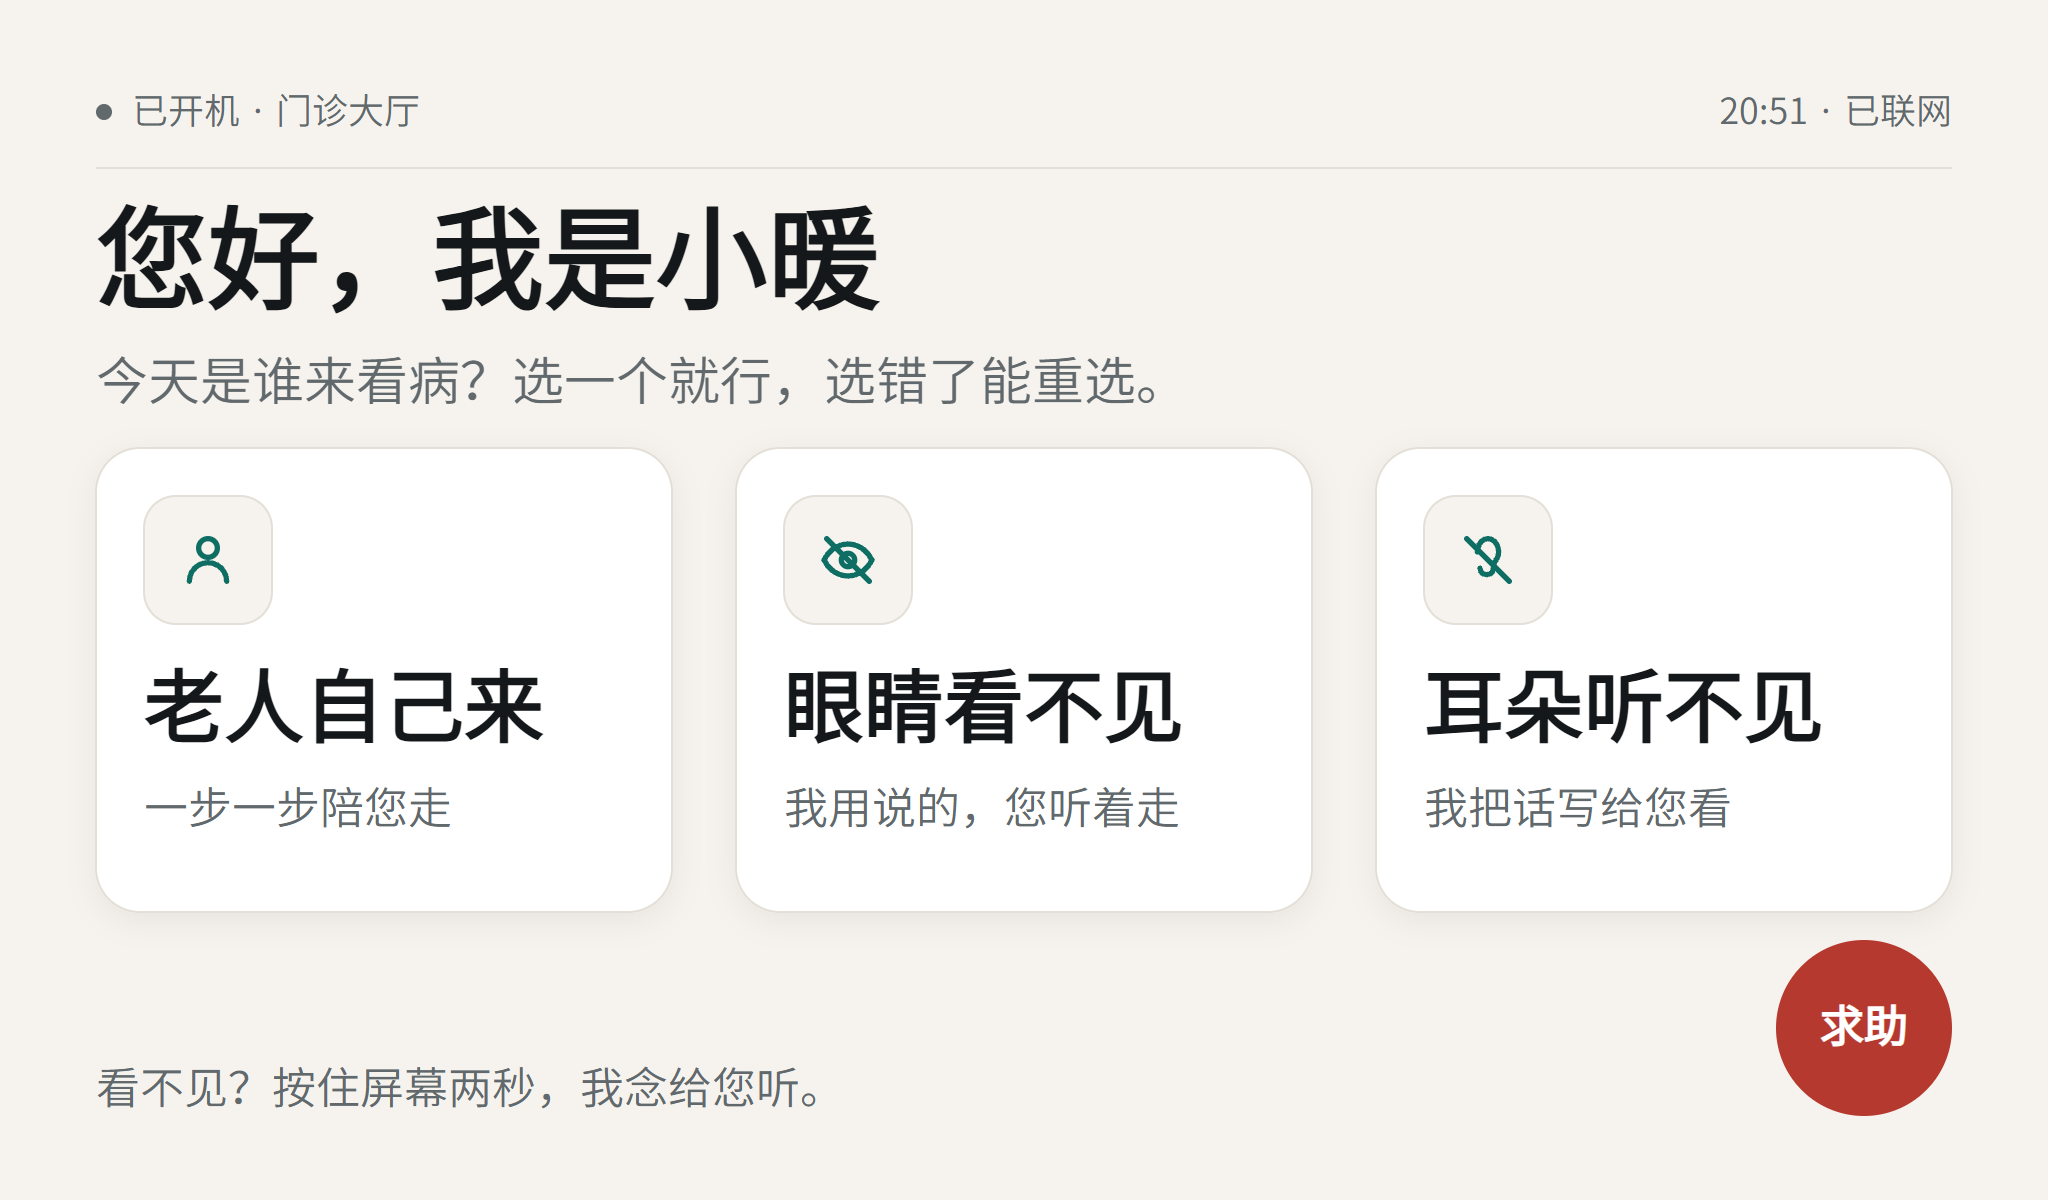 已开机 · 门诊大厅
20:51 · 已联网
您好，我是小暖
今天是谁来看病？选一个就行，选错了能重选。
老人自己来
一步一步陪您走
眼睛看不见
我用说的，您听着走
耳朵听不见
我把话写给您看
求助
看不见？按住屏幕两秒，我念给您听。